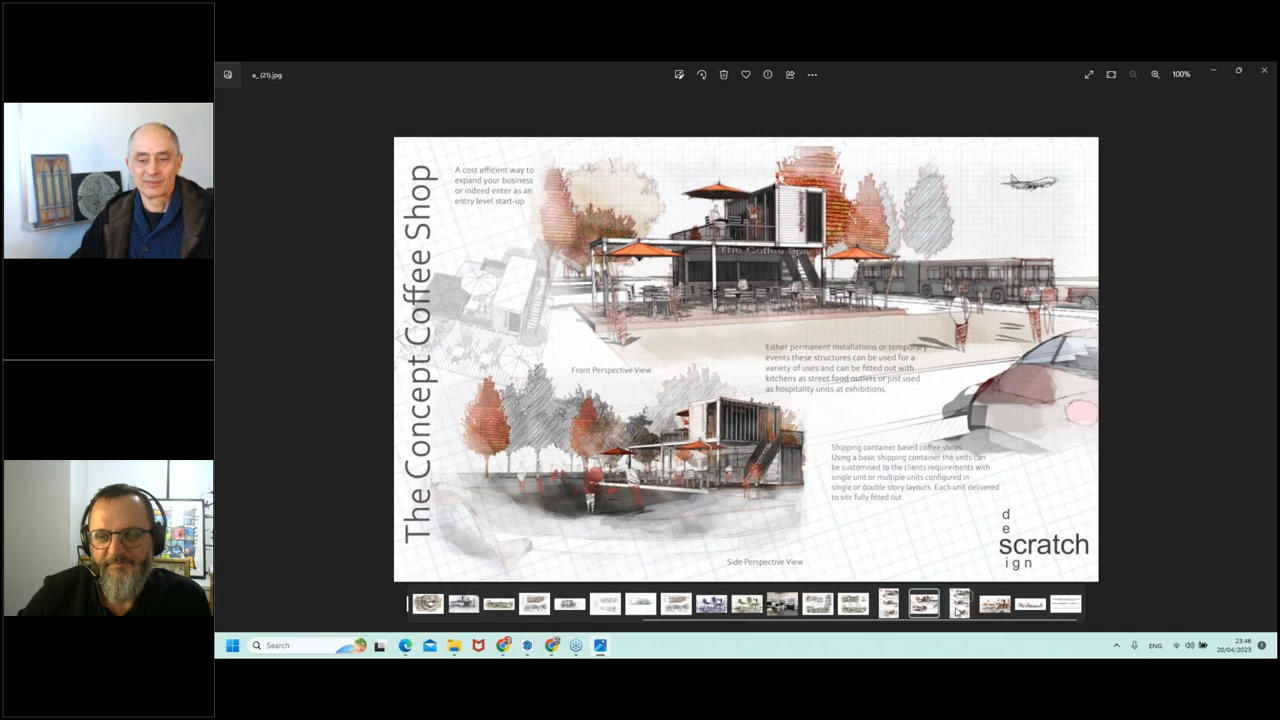 a_ (21).jpg
100%
The Concept Coffee Shop
A cost efficent way to
expand your business
or indeed enter as an
entry level start-up
The Coffee Space
Front Perspective View
Either permanent installations or temporary
events these structures can be used for a
variety of uses and can be fitted out with
kitchens as street food outlets or just used
as hospitality units at exhibitions.
Shipping container based coffee shops
Using a basic shipping container the units can
be customised to the clients requirements with
single unit or multiple units configured in
single or double story layouts. Each unit delivered
to site fully fitted out
Side Perspective View
d
e
scratch
ign
Search
ENG
23:46
20/04/2023